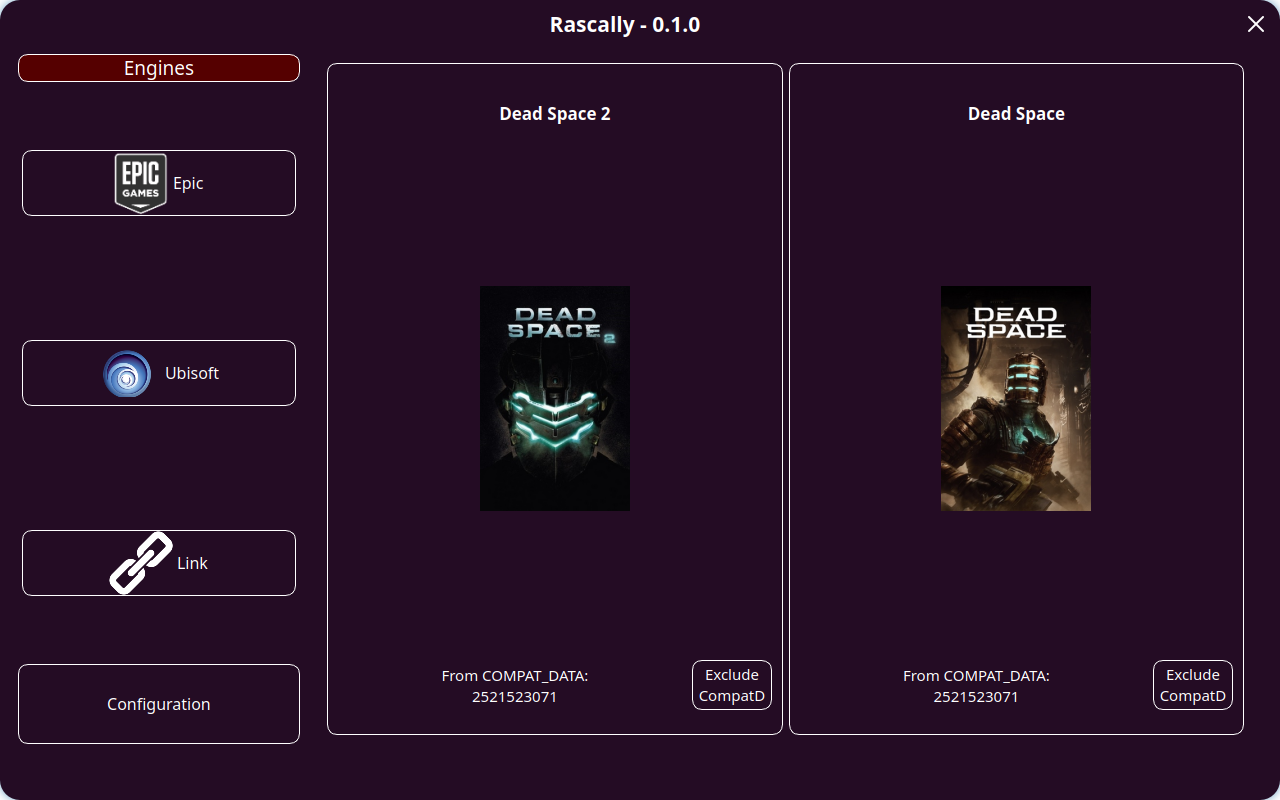 Rascally - 0.1.0
Engines
EPIC
GAMES
Epic
Ubisoft
Link
Configuration
Dead Space 2
DEAD
SPACE 2
From COMPAT_DATA:
2521523071
Exclude
CompatD
Dead Space
DEAD
SPACE
From COMPAT_DATA:
2521523071
Exclude
CompatD